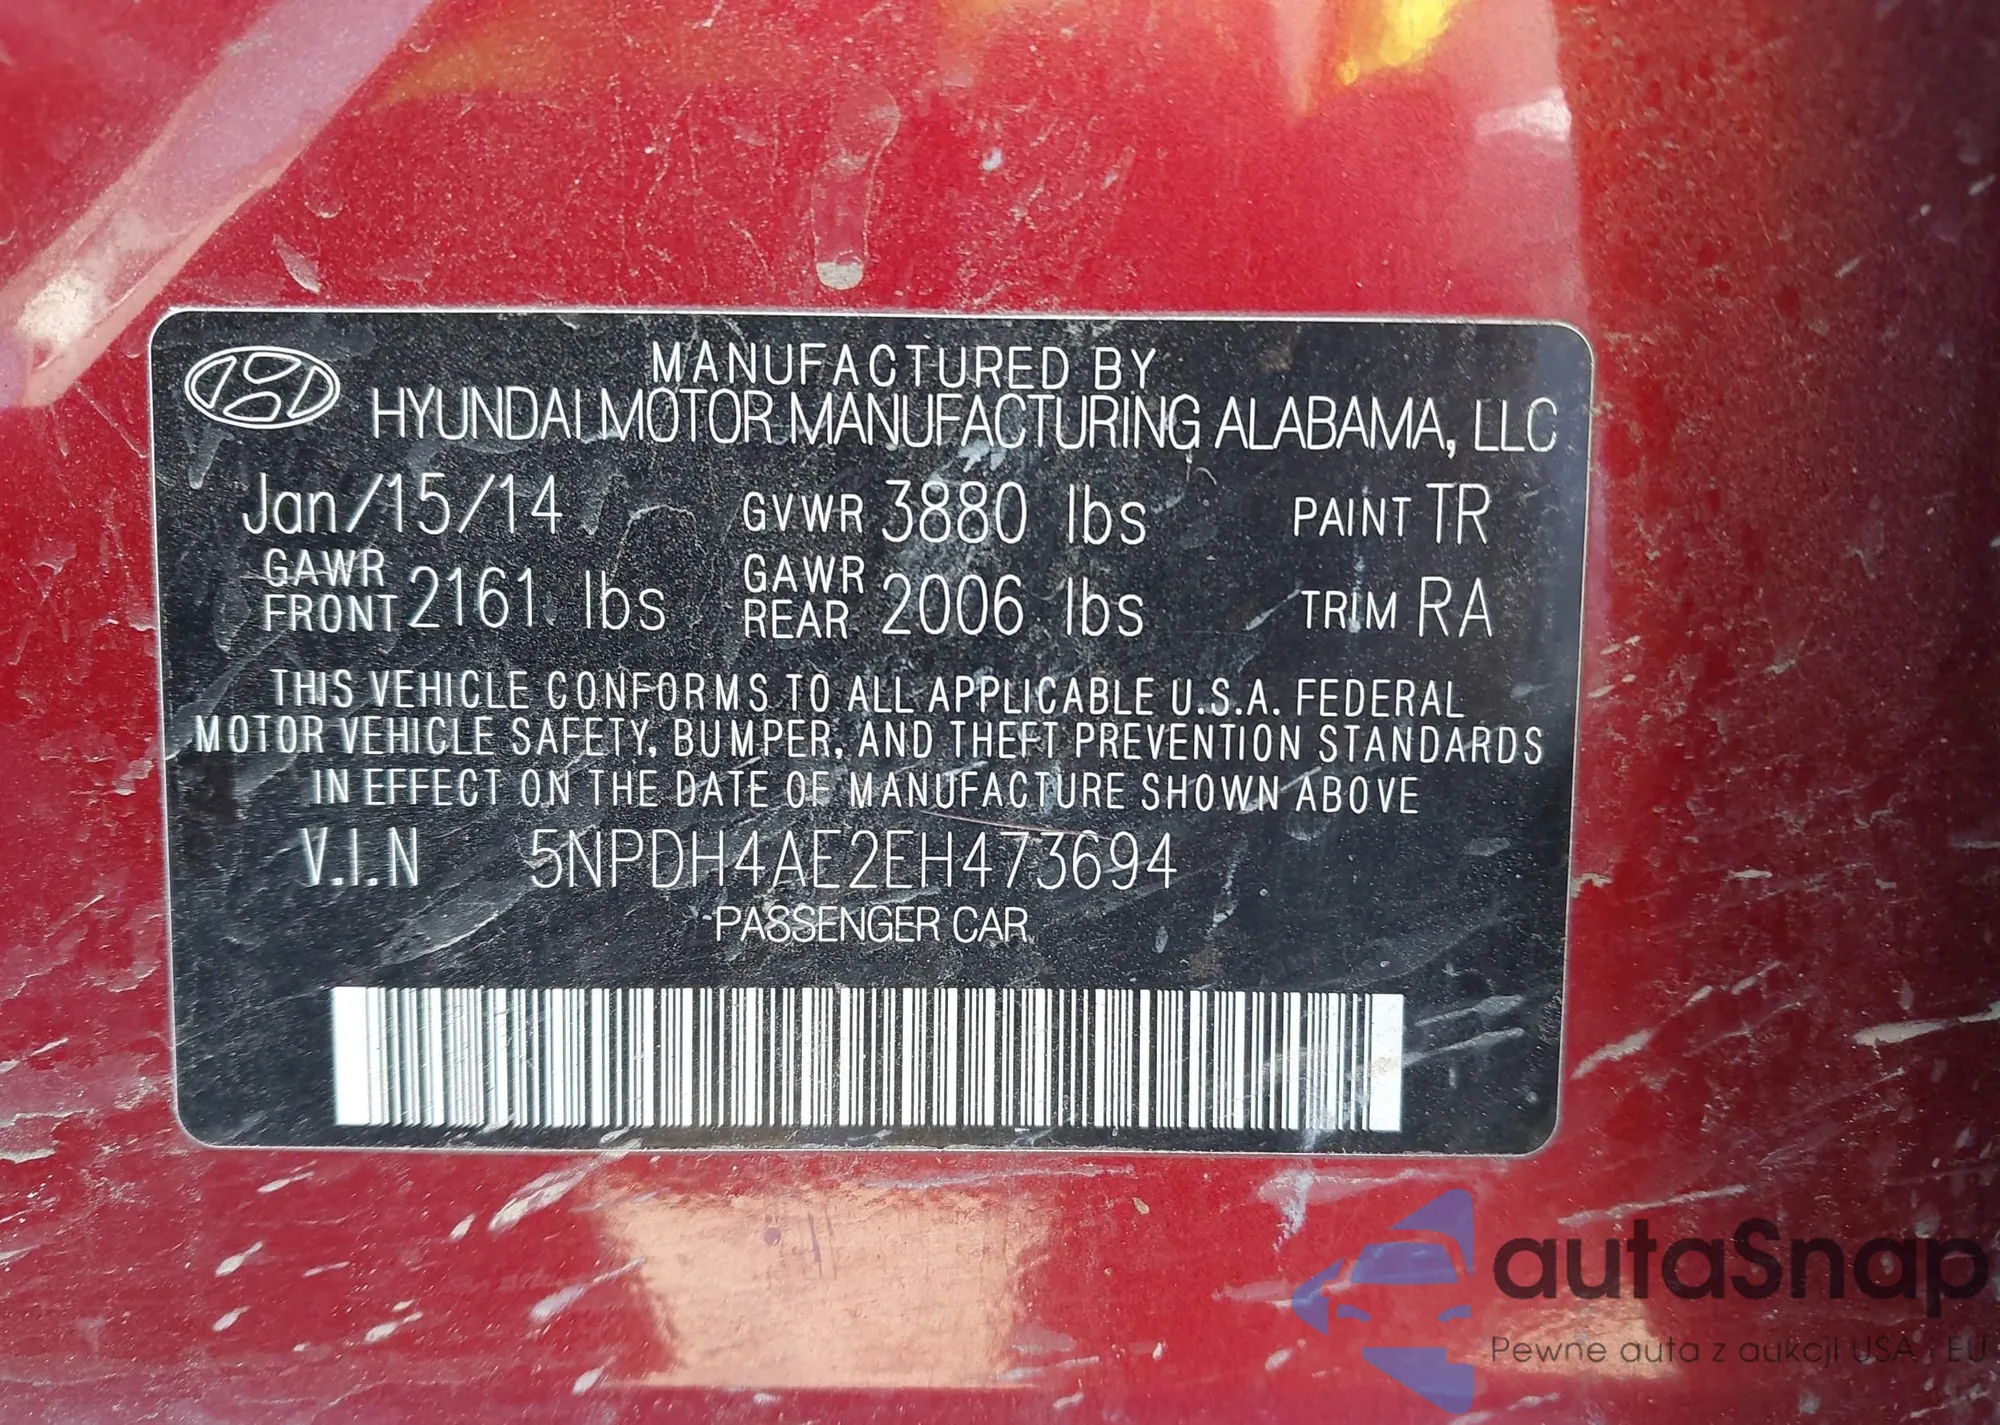 MANUFACTURED BY
HYUNDAI MOTOR MANUFACTURING ALABAMA, LLC
Jan/15/14 GVWR 3880 lbs PAINT TR
GAWR FRONT 2161 lbs GAWR REAR 2006 lbs TRIM RA
THIS VEHICLE CONFORMS TO ALL APPLICABLE U.S.A. FEDERAL
MOTOR VEHICLE SAFETY, BUMPER, AND THEFT PREVENTION STANDARDS
IN EFFECT ON THE DATE OF MANUFACTURE SHOWN ABOVE
V.I.N 5NPDH4AE2EH473694
PASSENGER CAR
autaSnap
Pewne auta z aukcji USA i EU